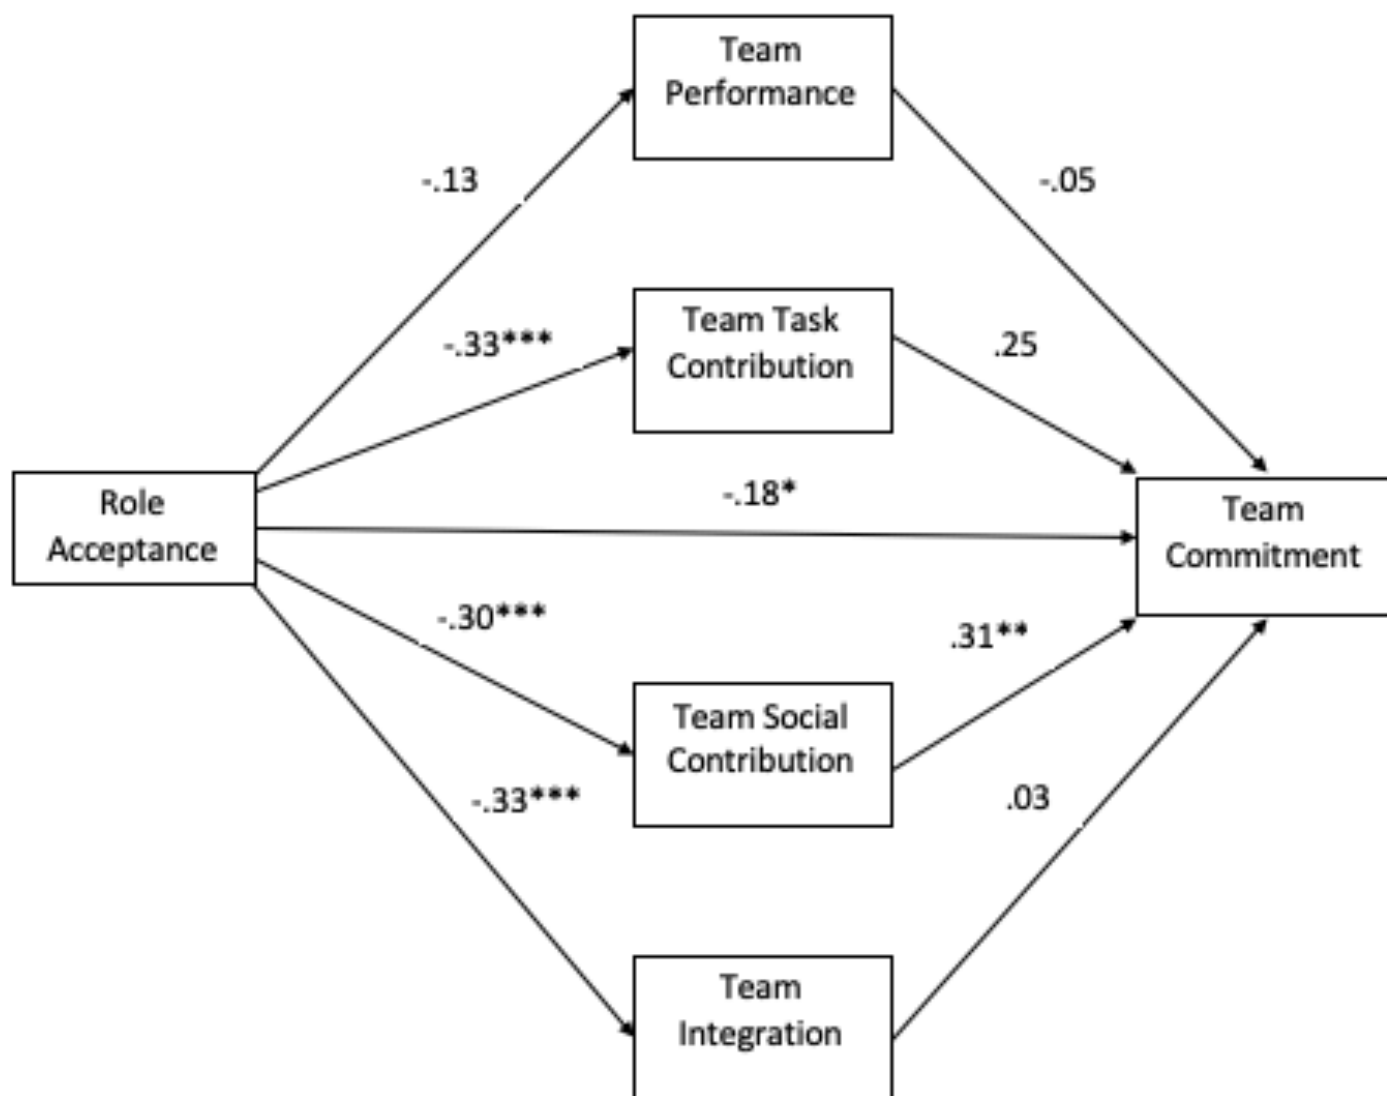 Team
Performance
-.13
-.05
Team Task
Contribution
-.33***
.25
-.18*
Role
Acceptance
Team
Commitment
-.30***
.31**
Team Social
Contribution
-.33***
.03
Team
Integration